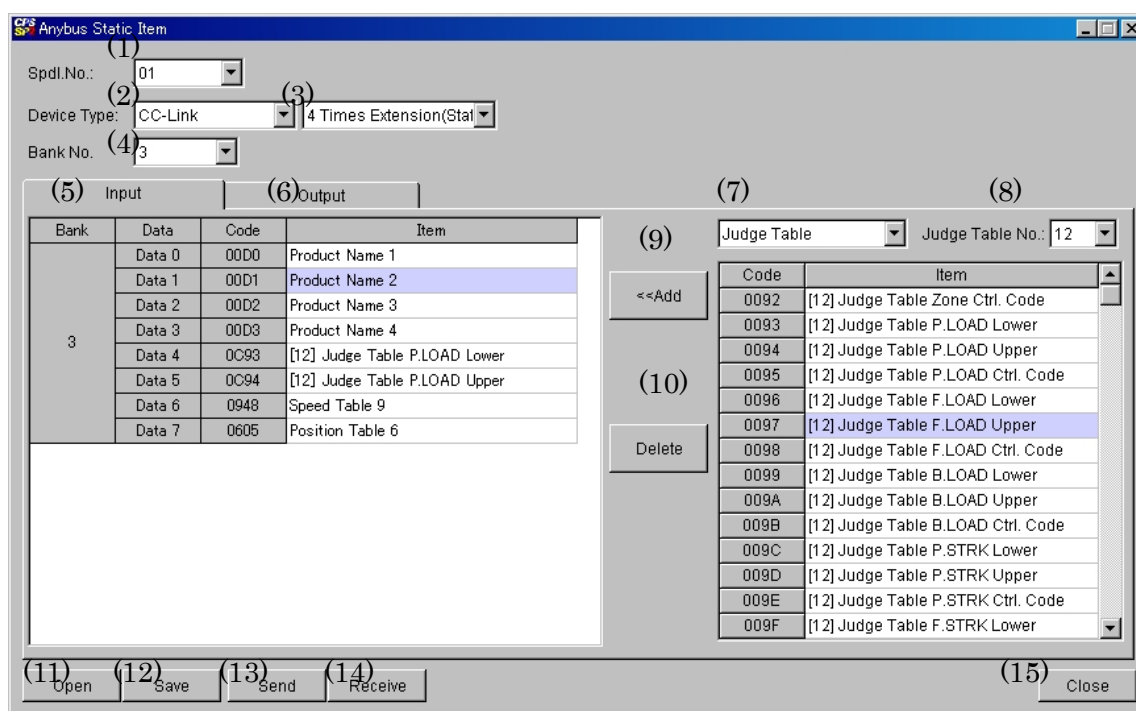 CPS SP Anybus Static Item
(1)
Spdl.No.: 01
(2) (3)
Device Type: CC-Link 4 Times Extension(Stat
Bank No. (4) 3
(5) Input (6) Output (7) (8)
Judge Table Judge Table No.: 12
Bank Data Code Item
3
Data 0 00D0 Product Name 1
Data 1 00D1 Product Name 2
Data 2 00D2 Product Name 3
Data 3 00D3 Product Name 4
Data 4 0C93 [12] Judge Table P.LOAD Lower
Data 5 0C94 [12] Judge Table P.LOAD Upper
Data 6 0948 Speed Table 9
Data 7 0605 Position Table 6
(9)
<<Add
(10)
Delete
Code Item
0092 [12] Judge Table Zone Ctrl. Code
0093 [12] Judge Table P.LOAD Lower
0094 [12] Judge Table P.LOAD Upper
0095 [12] Judge Table P.LOAD Ctrl. Code
0096 [12] Judge Table F.LOAD Lower
0097 [12] Judge Table F.LOAD Upper
0098 [12] Judge Table F.LOAD Ctrl. Code
0099 [12] Judge Table B.LOAD Lower
009A [12] Judge Table B.LOAD Upper
009B [12] Judge Table B.LOAD Ctrl. Code
009C [12] Judge Table P.STRK Lower
009D [12] Judge Table P.STRK Upper
009E [12] Judge Table P.STRK Ctrl. Code
009F [12] Judge Table F.STRK Lower
(11) (12) (13) (14) (15)
Open Save Send Receive Close